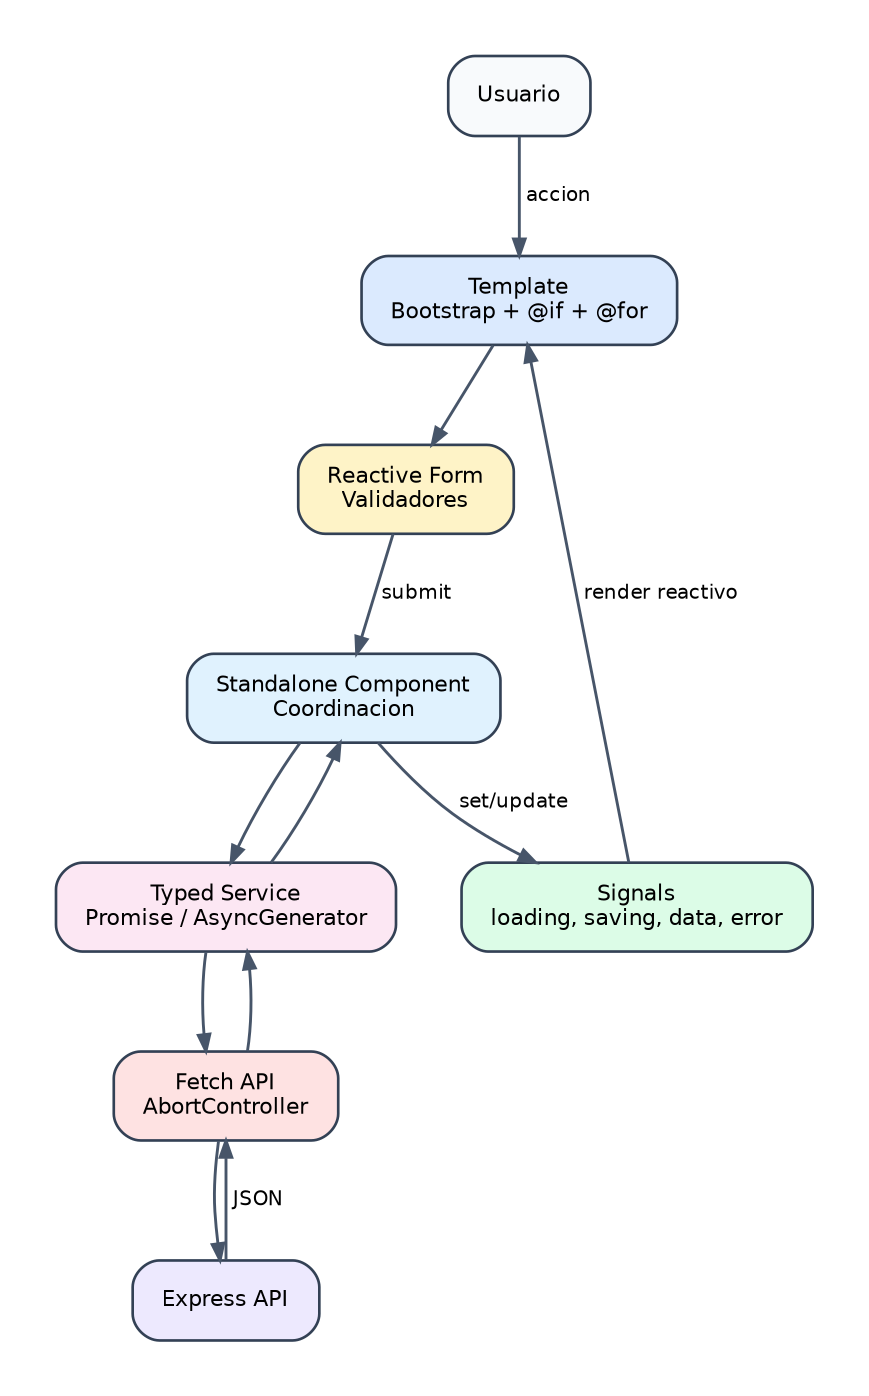 Usuario
accion
Template
Bootstrap + @if + @for
Reactive Form
Validadores
submit
render reactivo
Standalone Component
Coordinacion
set/update
Typed Service
Promise / AsyncGenerator
Signals
loading, saving, data, error
Fetch API
AbortController
JSON
Express API